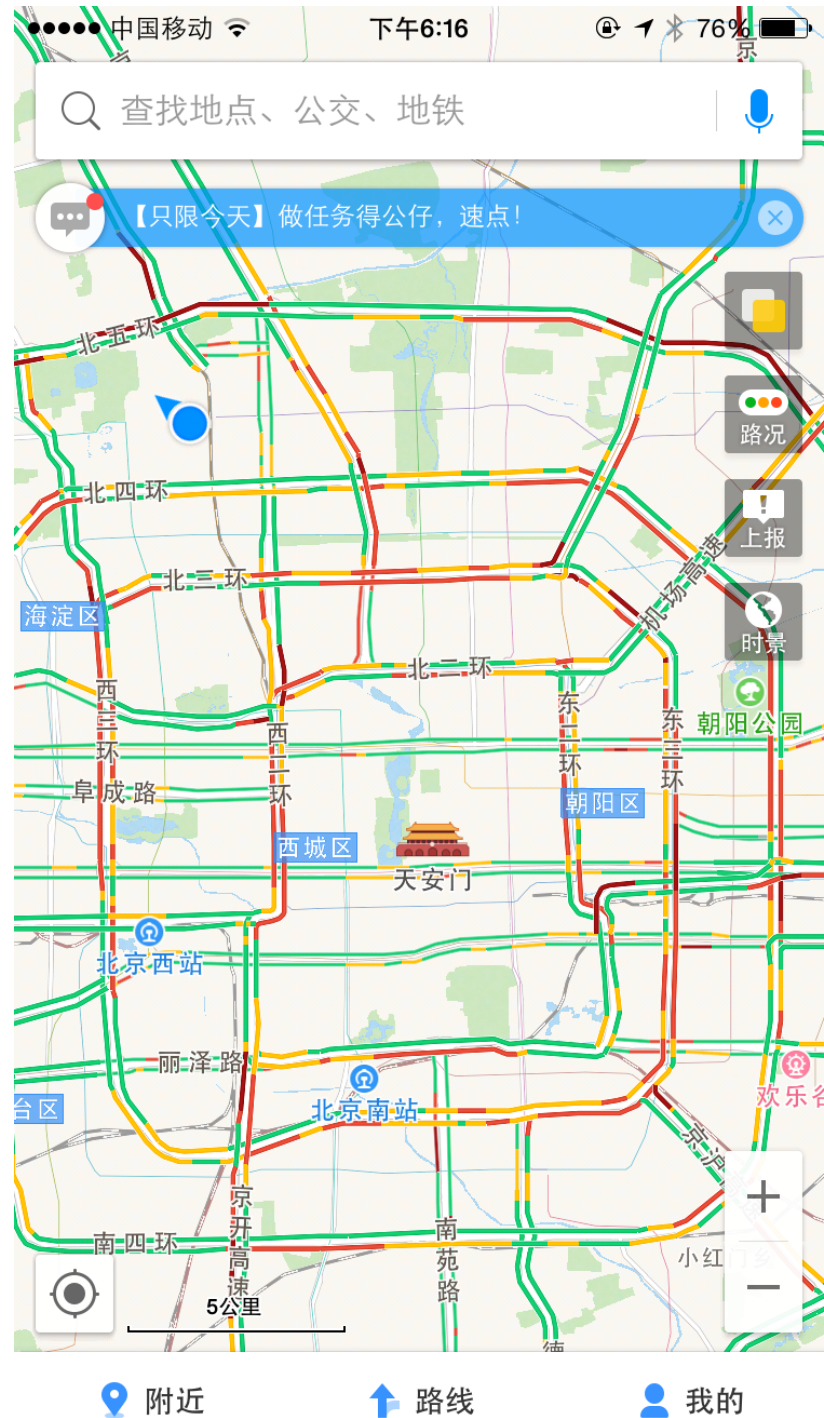 中国移动 下午6:16 76%
京
查找地点、公交、地铁
【只限今天】做任务得公仔，速点！
北五环
路况
北四环
上报
机场高速
北三环
海淀区
时景
北二环
西三环
西二环
东二环
东三环
朝阳公园
阜成路
朝阳区
西城区
天安门
北京西站
丽泽路
欢乐谷
北京南站
台区
京沪高速
京开高速
南苑路
南四环
小红门乡
5公里
德
附近 路线 我的